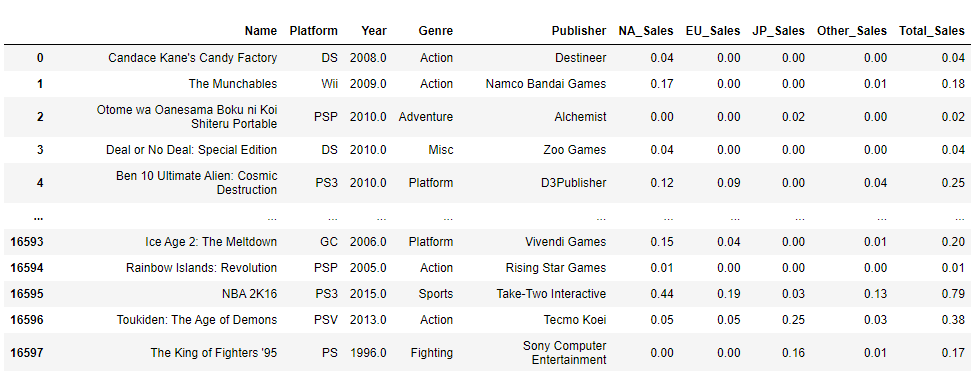 Name Platform Year Genre Publisher NA_Sales EU_Sales JP_Sales Other_Sales Total_Sales
0 Candace Kane's Candy Factory DS 2008.0 Action Destineer 0.04 0.00 0.00 0.00 0.04
1 The Munchables Wii 2009.0 Action Namco Bandai Games 0.17 0.00 0.00 0.01 0.18
Otome wa Oanesama Boku ni Koi
2 Shiteru Portable PSP 2010.0 Adventure Alchemist 0.00 0.00 0.02 0.00 0.02
3 Deal or No Deal: Special Edition DS 2010.0 Misc Zoo Games 0.04 0.00 0.00 0.00 0.04
Ben 10 Ultimate Alien: Cosmic
4 Destruction PS3 2010.0 Platform D3Publisher 0.12 0.09 0.00 0.04 0.25
... ... ... ... ... ... ... ... ... ... ...
16593 Ice Age 2: The Meltdown GC 2006.0 Platform Vivendi Games 0.15 0.04 0.00 0.01 0.20
16594 Rainbow Islands: Revolution PSP 2005.0 Action Rising Star Games 0.01 0.00 0.00 0.00 0.01
16595 NBA 2K16 PS3 2015.0 Sports Take-Two Interactive 0.44 0.19 0.03 0.13 0.79
16596 Toukiden: The Age of Demons PSV 2013.0 Action Tecmo Koei 0.05 0.05 0.25 0.03 0.38
16597 The King of Fighters '95 PS 1996.0 Fighting Sony Computer
Entertainment 0.00 0.00 0.16 0.01 0.17